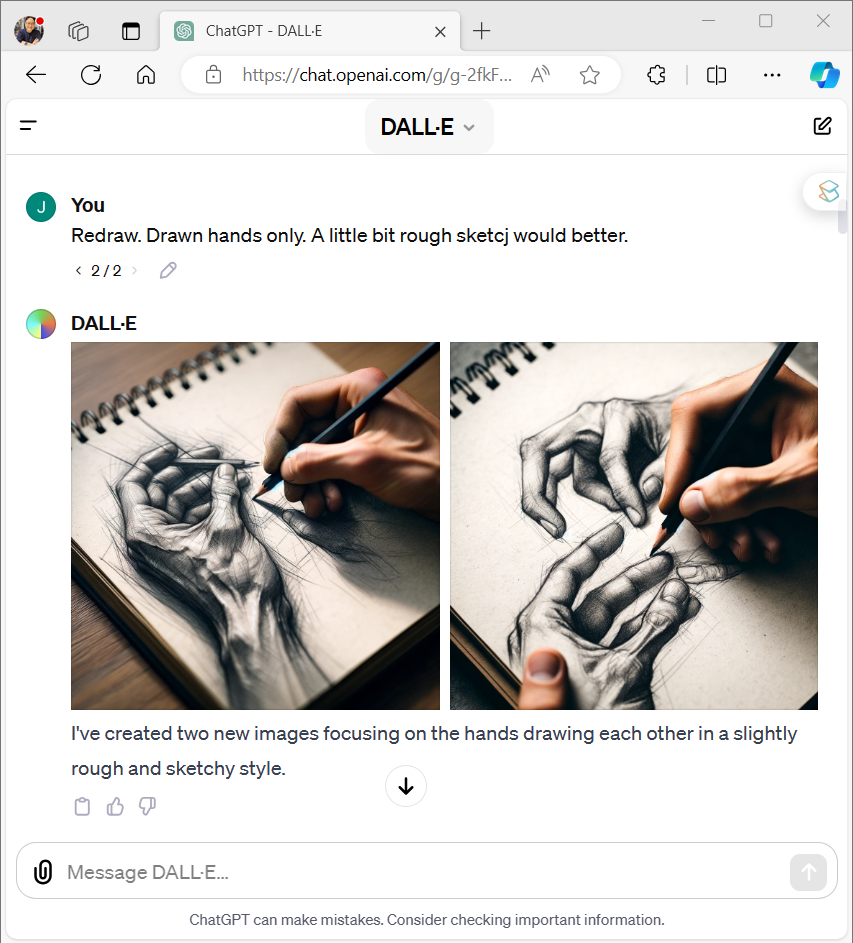 ChatGPT - DALL·E
https://chat.openai.com/g/g-2fkF...
DALL·E
J
You
Redraw. Drawn hands only. A little bit rough sketcj would better.
2 / 2
DALL·E
I've created two new images focusing on the hands drawing each other in a slightly
rough and sketchy style.
Message DALL·E...
ChatGPT can make mistakes. Consider checking important information.